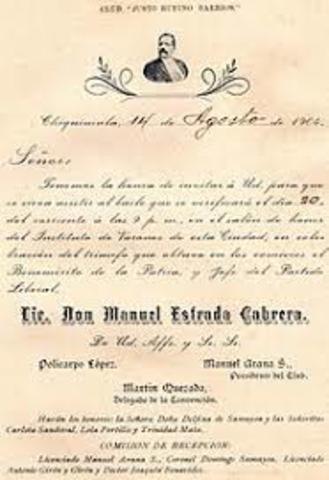 CLUB "JUSTO RUFINO BARRIOS."
Chiquimula, 14 de Agosto de 1904.
Señor
Tenemos la honra de invitar á Ud. para que
se sirva asistir al baile que se verificará el día 20
del corriente á las 9 p. m. en el salón de honor
del Instituto de Varones de esta Ciudad, en cele-
bración del triunfo que obtuvo en los comicios el
Benemérito de la Patria, y Jefe del Partido
Liberal.
Lic. Don Manuel Estrada Cabrera.
De Ud. Affs. y Ss. Ss.
Policarpo López. Manuel Arana S.,
Presidente del Club.
Martín Quezada,
Delegado de la Convención.
Harán los honores: la Señora Doña Delfina de Samayoa y las Señoritas
Carlota Sandoval, Lola Portillo y Trinidad
COMISION DE RECEPCION:
Licenciado Manuel Arana S., Coronel Domingo Samayoa, Licenciado
Antonio Girón y Girón y Doctor Joaquín